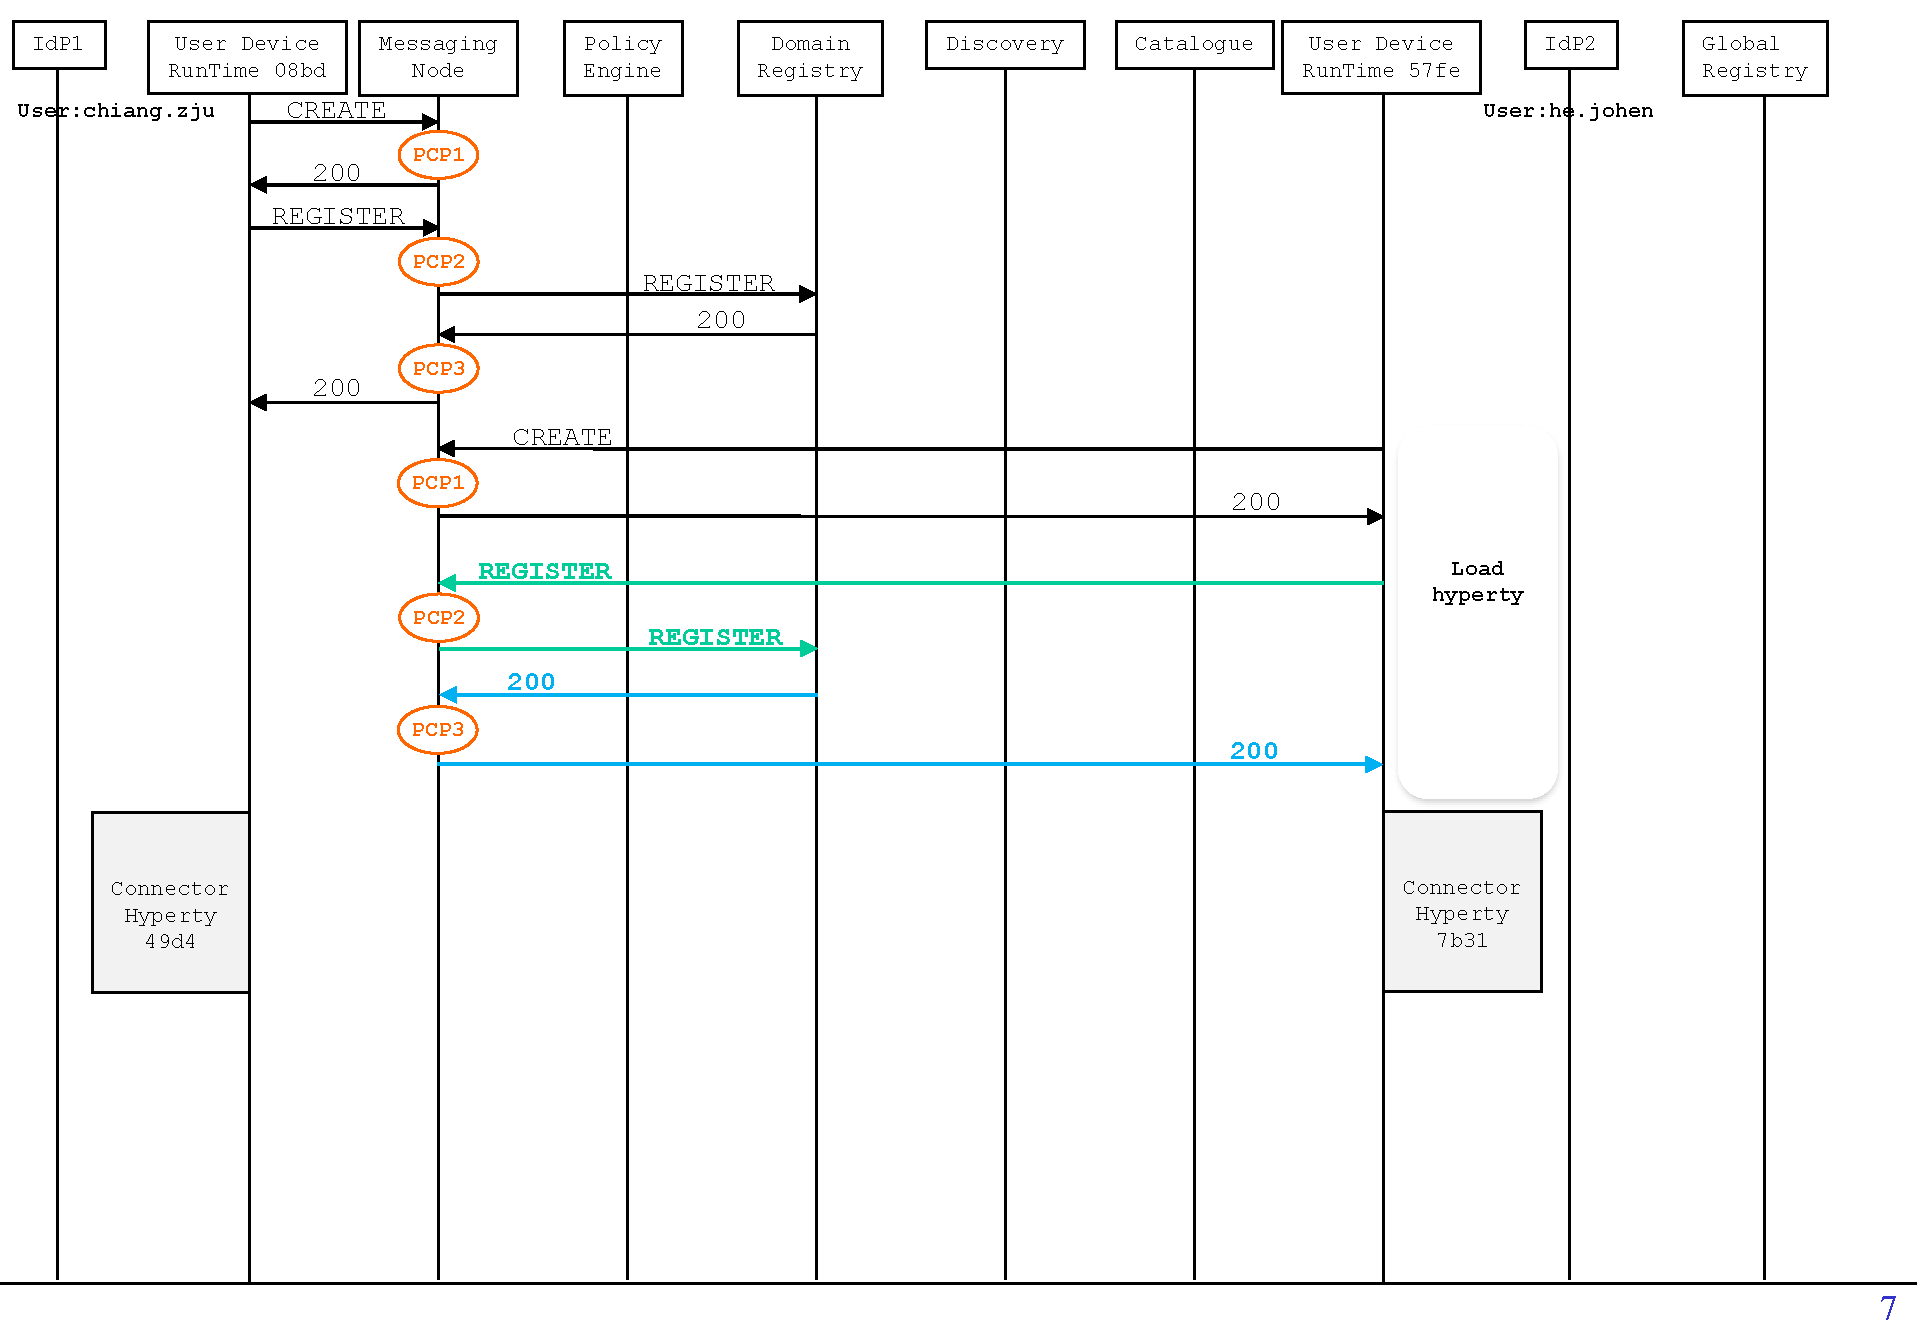 IdP1
User Device
RunTime 08bd
Messaging
Node
Policy
Engine
Domain
Registry
Discovery
Catalogue
User Device
RunTime 57fe
IdP2
Global
Registry
User:chiang.zju
User:he.johen
CREATE
PCP1
200
REGISTER
PCP2
REGISTER
200
PCP3
200
CREATE
PCP1
200
REGISTER
Load
hyperty
PCP2
REGISTER
200
PCP3
200
Connector
Hyperty
49d4
Connector
Hyperty
7b31
7